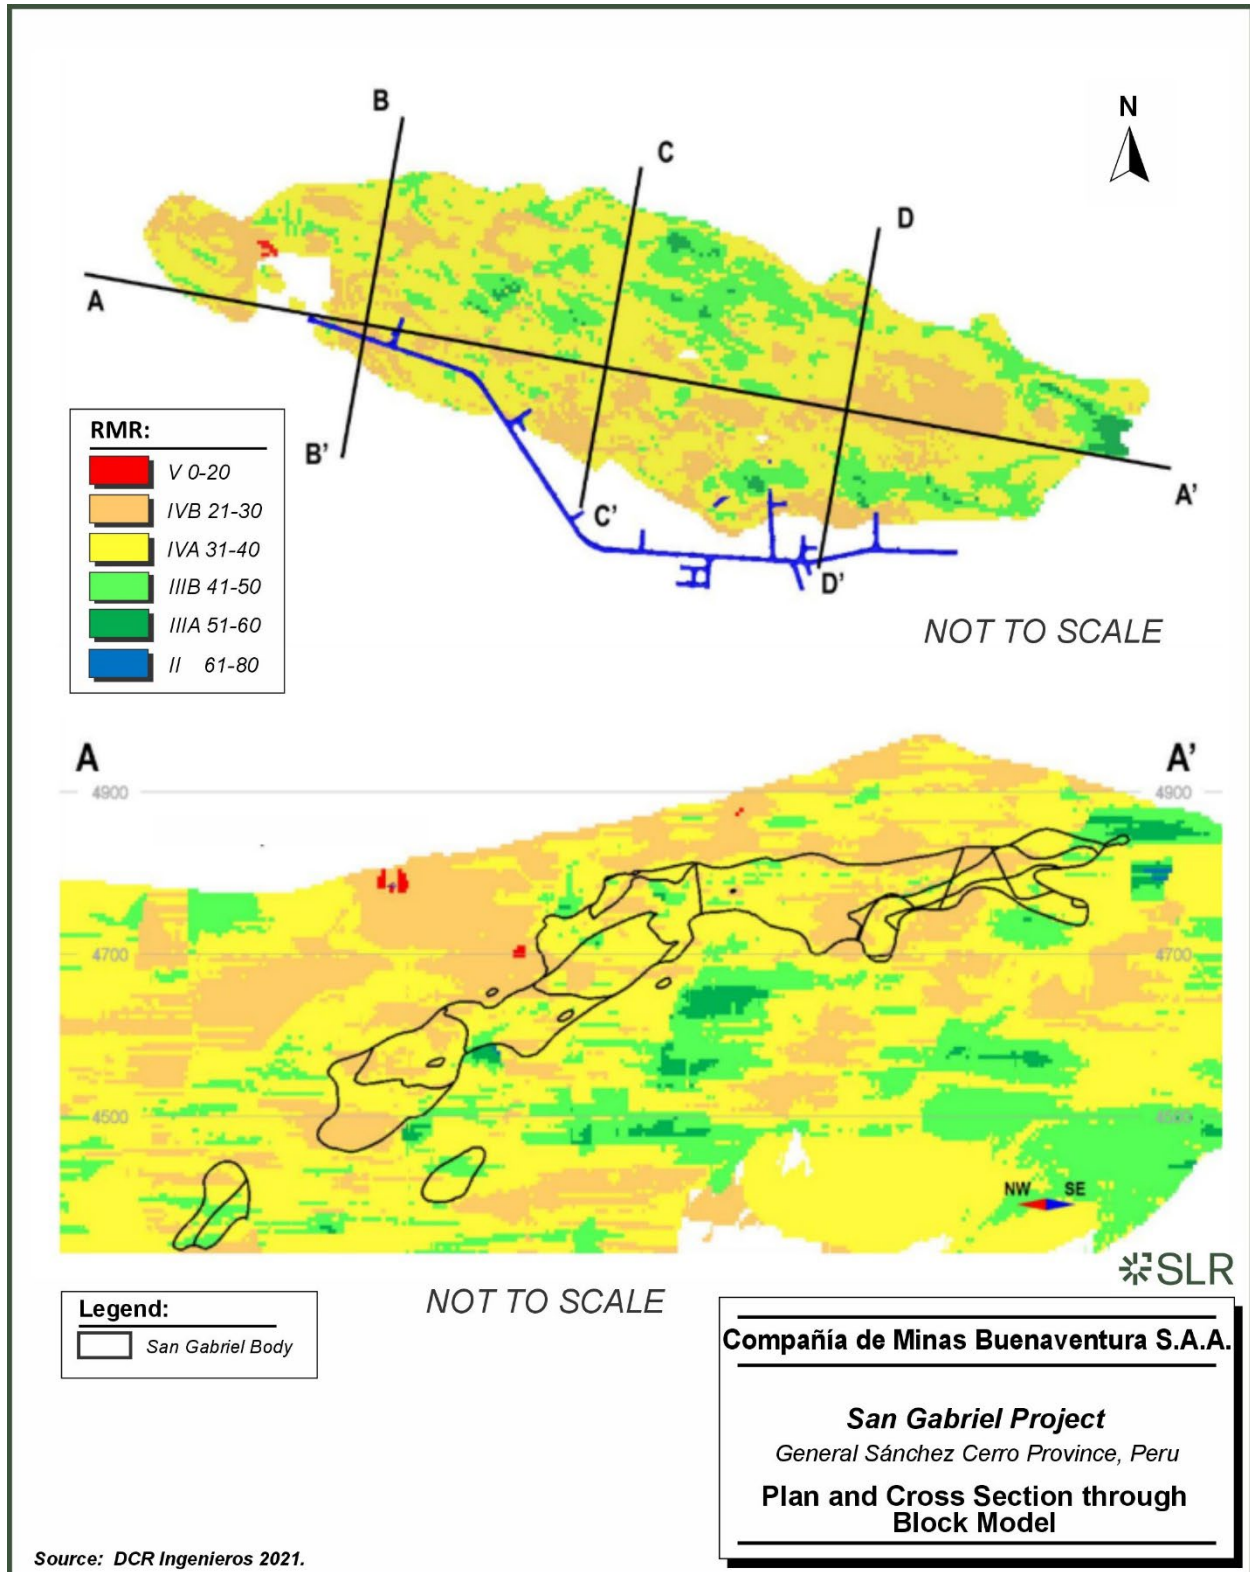 B
N
C
D
A
RMR:
V 0-20
IVB 21-30
IVA 31-40
IIIB 41-50
IIIA 51-60
II 61-80
B'
A'
C'
D'
NOT TO SCALE
A
A'
4900
4900
4700
4700
4500
4500
NW SE
SLR
Legend:
San Gabriel Body
NOT TO SCALE
Compañía de Minas Buenaventura S.A.A.
San Gabriel Project
General Sánchez Cerro Province, Peru
Plan and Cross Section through
Block Model
Source: DCR Ingenieros 2021.